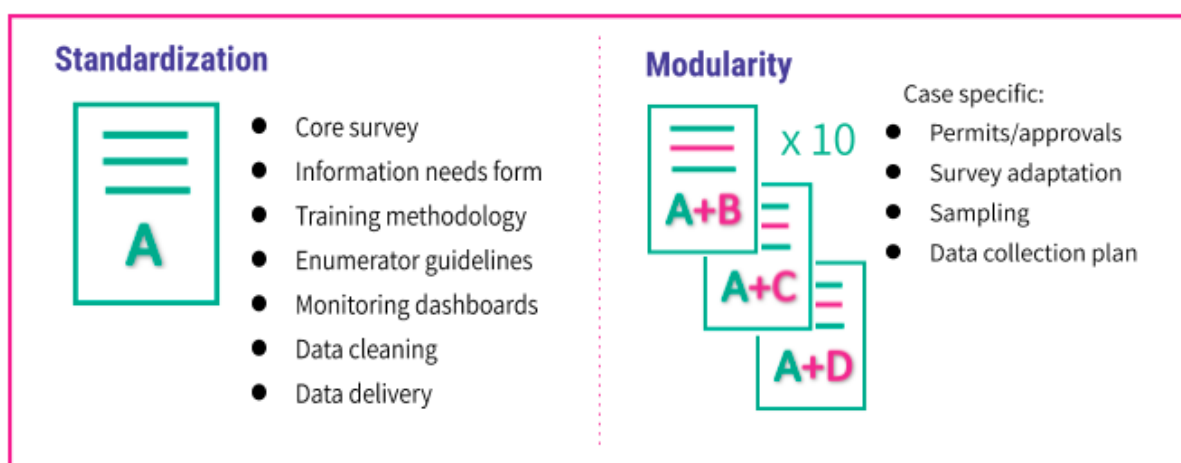 Standardization
A
Core survey
Information needs form
Training methodology
Enumerator guidelines
Monitoring dashboards
Data cleaning
Data delivery
Modularity
A+B
x 10
A+C
A+D
Case specific:
Permits/approvals
Survey adaptation
Sampling
Data collection plan